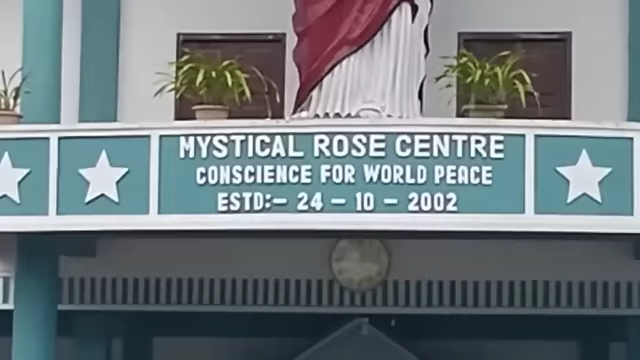 MYSTICAL ROSE CENTRE
CONSCIENCE FOR WORLD PEACE
ESTD:- 24 - 10 - 2002